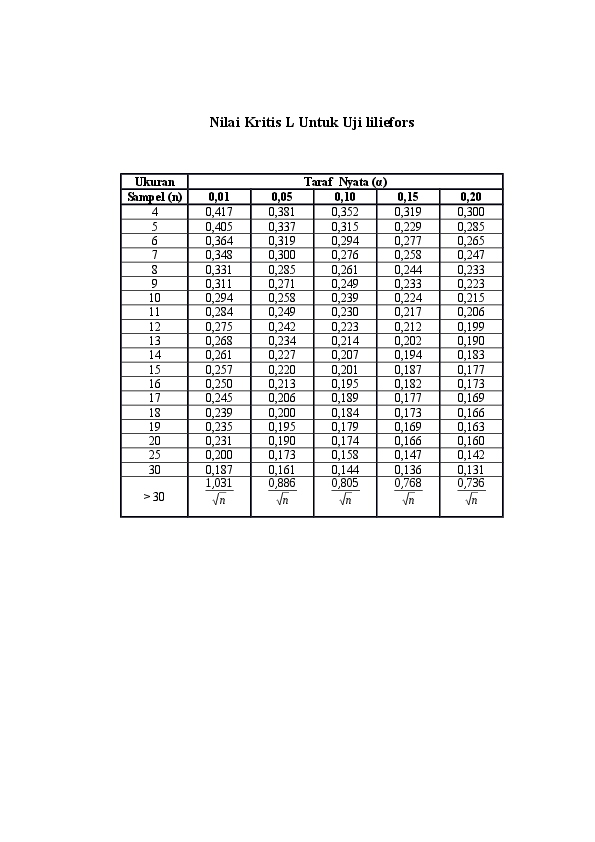 Nilai Kritis L Untuk Uji liliefors
Ukuran Sampel (n) Taraf Nyata (α)
0,01 0,05 0,10 0,15 0,20
4 0,417 0,381 0,352 0,319 0,300
5 0,405 0,337 0,315 0,229 0,285
6 0,364 0,319 0,294 0,277 0,265
7 0,348 0,300 0,276 0,258 0,247
8 0,331 0,285 0,261 0,244 0,233
9 0,311 0,271 0,249 0,233 0,223
10 0,294 0,258 0,239 0,224 0,215
11 0,284 0,249 0,230 0,217 0,206
12 0,275 0,242 0,223 0,212 0,199
13 0,268 0,234 0,214 0,202 0,190
14 0,261 0,227 0,207 0,194 0,183
15 0,257 0,220 0,201 0,187 0,177
16 0,250 0,213 0,195 0,182 0,173
17 0,245 0,206 0,189 0,177 0,169
18 0,239 0,200 0,184 0,173 0,166
19 0,235 0,195 0,179 0,169 0,163
20 0,231 0,190 0,174 0,166 0,160
25 0,200 0,173 0,158 0,147 0,142
30 0,187 0,161 0,144 0,136 0,131
> 30 1,031/√n 0,886/√n 0,805/√n 0,768/√n 0,736/√n